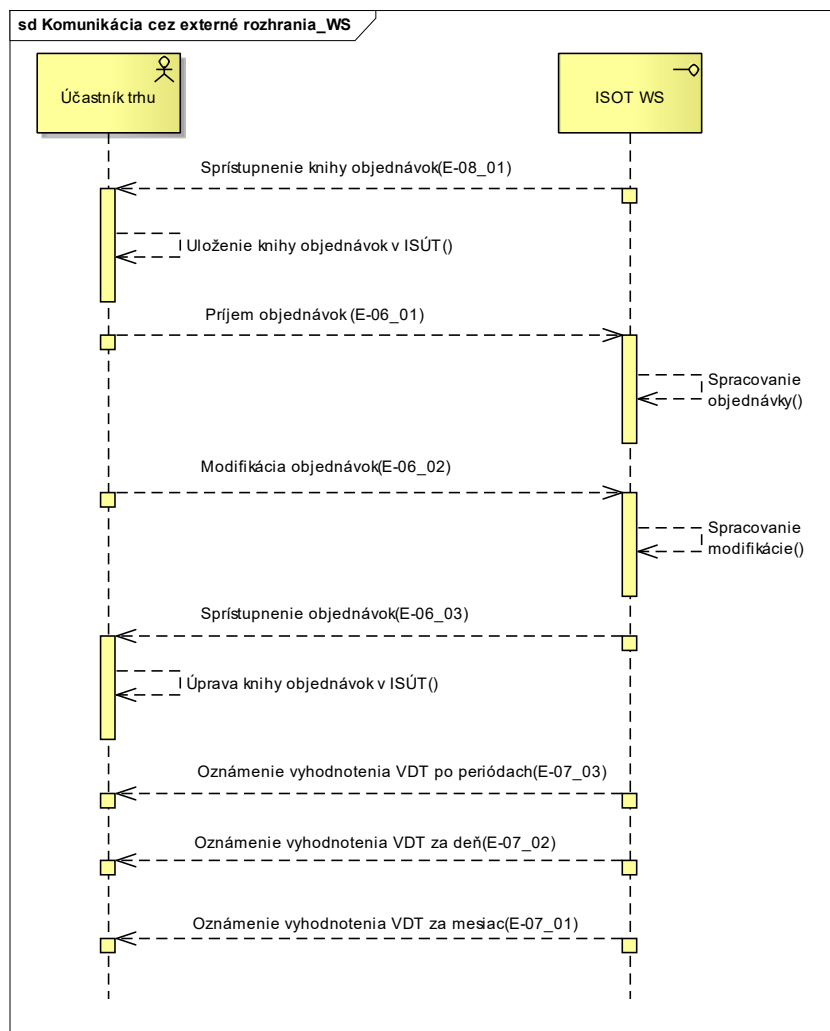 sd Komunikácia cez externé rozhrania_WS
Účastník trhu
ISOT WS
Sprístupnenie knihy objednávok(E-08_01)
Uloženie knihy objednávok v ISÚT()
Príjem objednávok (E-06_01)
Spracovanie
objednávky()
Modifikácia objednávok(E-06_02)
Spracovanie
modifikácie()
Sprístupnenie objednávok(E-06_03)
Úprava knihy objednávok v ISÚT()
Oznámenie vyhodnotenia VDT po periódach(E-07_03)
Oznámenie vyhodnotenia VDT za deň(E-07_02)
Oznámenie vyhodnotenia VDT za mesiac(E-07_01)